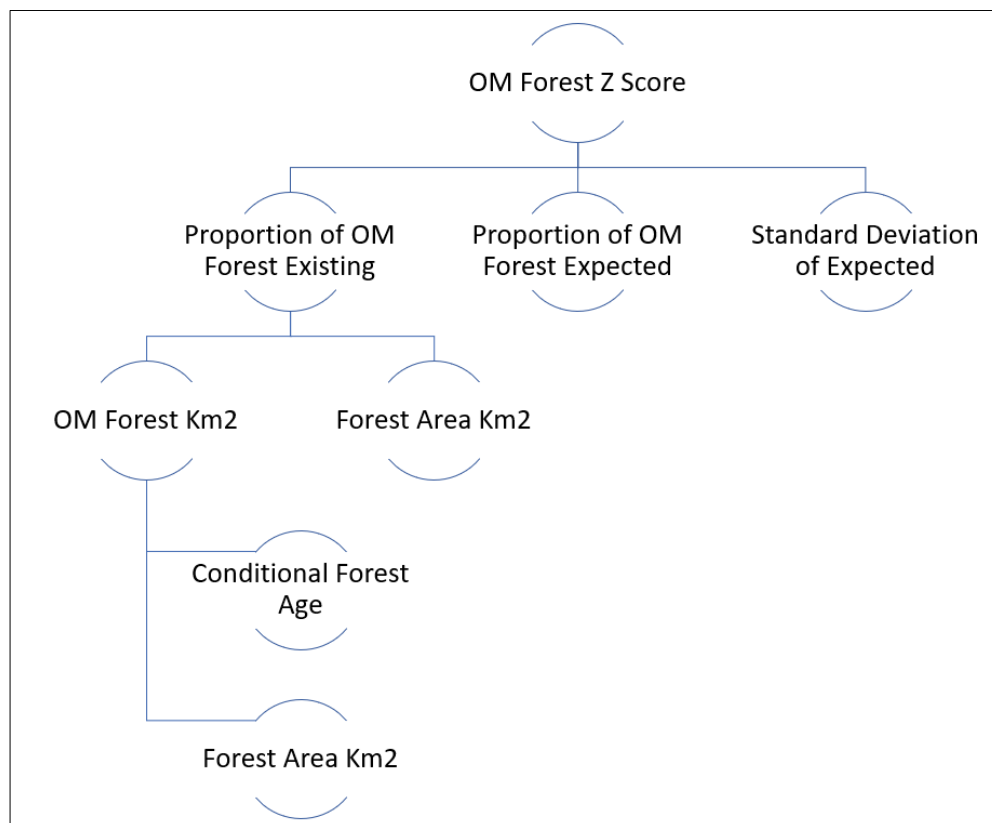 OM Forest Z Score
Proportion of OM
Forest Existing
Proportion of OM
Forest Expected
Standard Deviation
of Expected
OM Forest Km2
Forest Area Km2
Conditional Forest
Age
Forest Area Km2